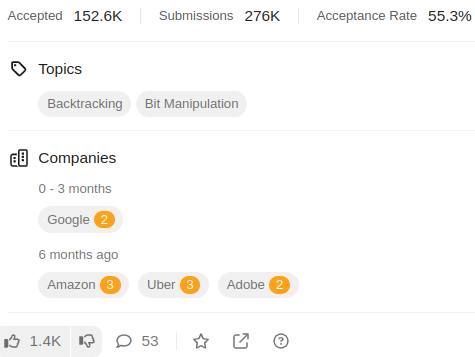 Accepted 152.6K Submissions 276K Acceptance Rate 55.3%
Topics
Backtracking Bit Manipulation
Companies
0 - 3 months
Google 2
6 months ago
Amazon 3 Uber 3 Adobe 2
1.4K 53